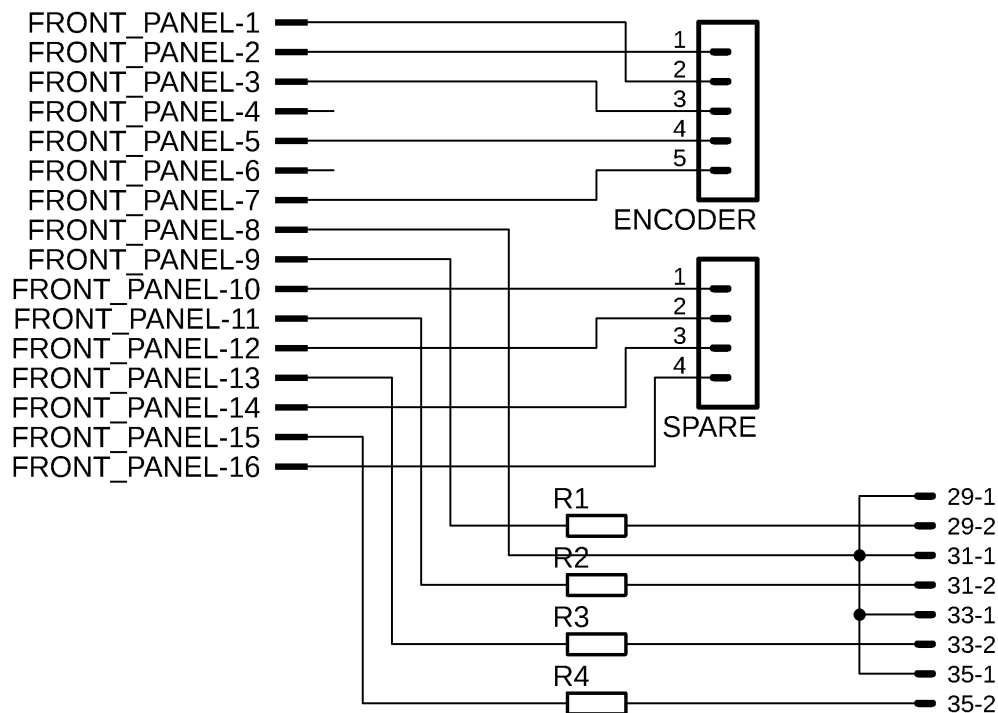 FRONT_PANEL-1
FRONT_PANEL-2
FRONT_PANEL-3
FRONT_PANEL-4
FRONT_PANEL-5
FRONT_PANEL-6
FRONT_PANEL-7
FRONT_PANEL-8
FRONT_PANEL-9
FRONT_PANEL-10
FRONT_PANEL-11
FRONT_PANEL-12
FRONT_PANEL-13
FRONT_PANEL-14
FRONT_PANEL-15
FRONT_PANEL-16
1
2
3
4
5
ENCODER
1
2
3
4
SPARE
R1
R2
R3
R4
29-1
29-2
31-1
31-2
33-1
33-2
35-1
35-2